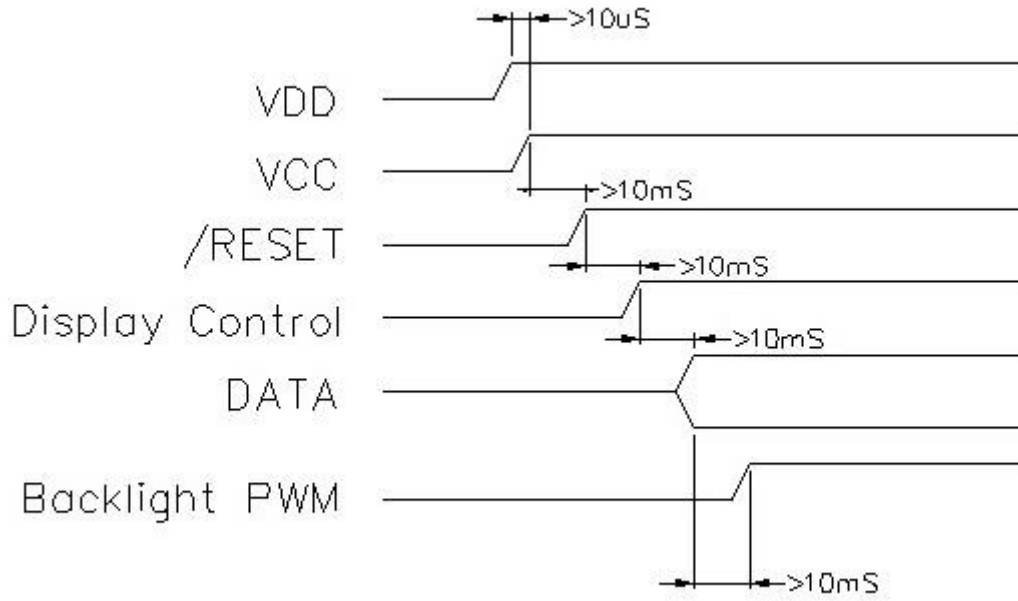 >10uS
VDD
VCC
>10mS
/RESET
>10mS
Display Control
>10mS
DATA
Backlight PWM
>10mS